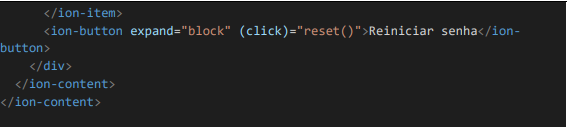 </ion-item>
<ion-button expand="block" (click)="reset()">Reiniciar senha</ion-
button>
</div>
</ion-content>
</ion-content>